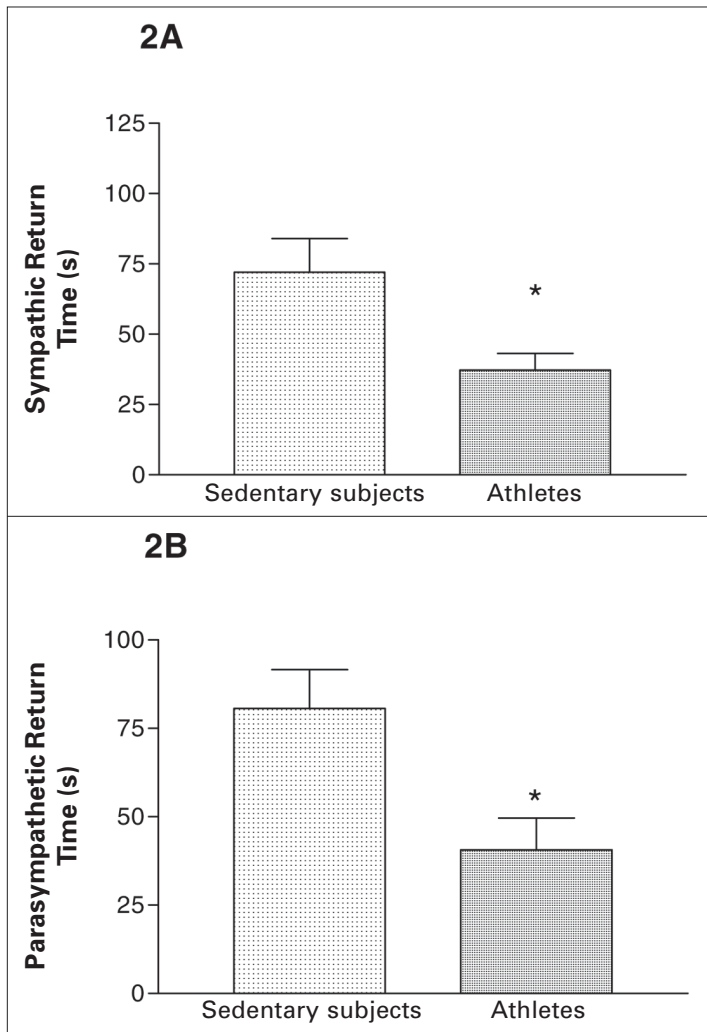 2A
Sympathic Return
Time (s)
125
100
75
50
25
0
*
Sedentary subjects
Athletes
2B
Parasympathetic Return
Time (s)
100
75
50
25
0
*
Sedentary subjects
Athletes